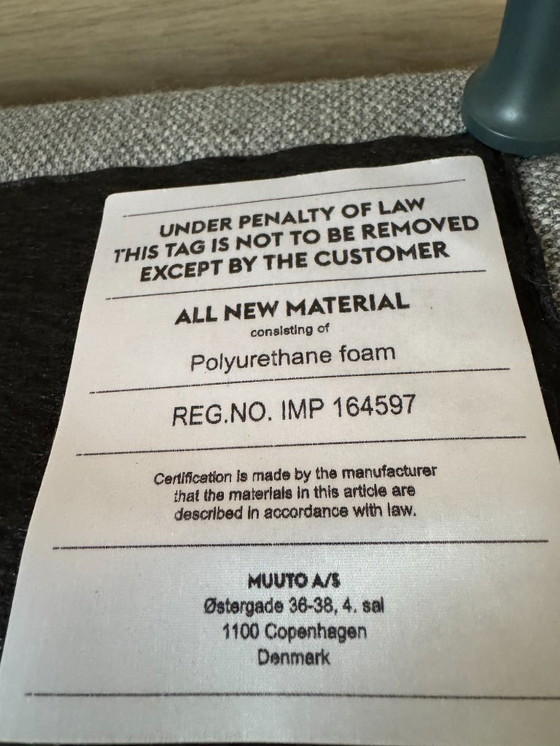 UNDER PENALTY OF LAW
THIS TAG IS NOT TO BE REMOVED
EXCEPT BY THE CUSTOMER
ALL NEW MATERIAL
consisting of
Polyurethane foam
REG.NO. IMP 164597
Certification is made by the manufacturer
that the materials in this article are
described in accordance with law.
MUUTO A/S
Østergade 36-38, 4. sal
1100 Copenhagen
Denmark